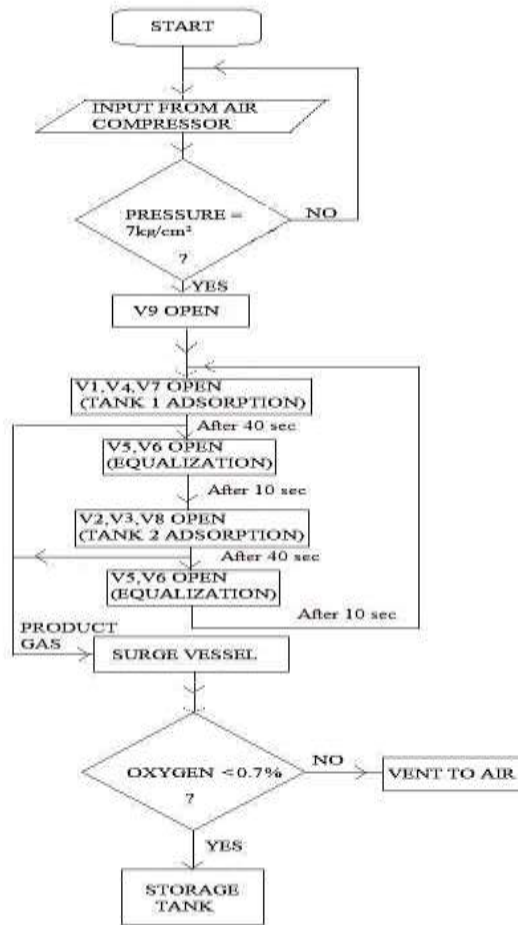 START
INPUT FROM AIR
COMPRESSOR
PRESSURE =
7kg/cm²
?
NO
YES
V9 OPEN
V1,V4,V7 OPEN
(TANK 1 ADSORPTION)
After 40 sec
V5,V6 OPEN
(EQUALIZATION)
After 10 sec
V2,V3,V8 OPEN
(TANK 2 ADSORPTION)
After 40 sec
V5,V6 OPEN
(EQUALIZATION)
After 10 sec
PRODUCT
GAS
SURGE VESSEL
OXYGEN <0.7%
?
NO
VENT TO AIR
YES
STORAGE
TANK